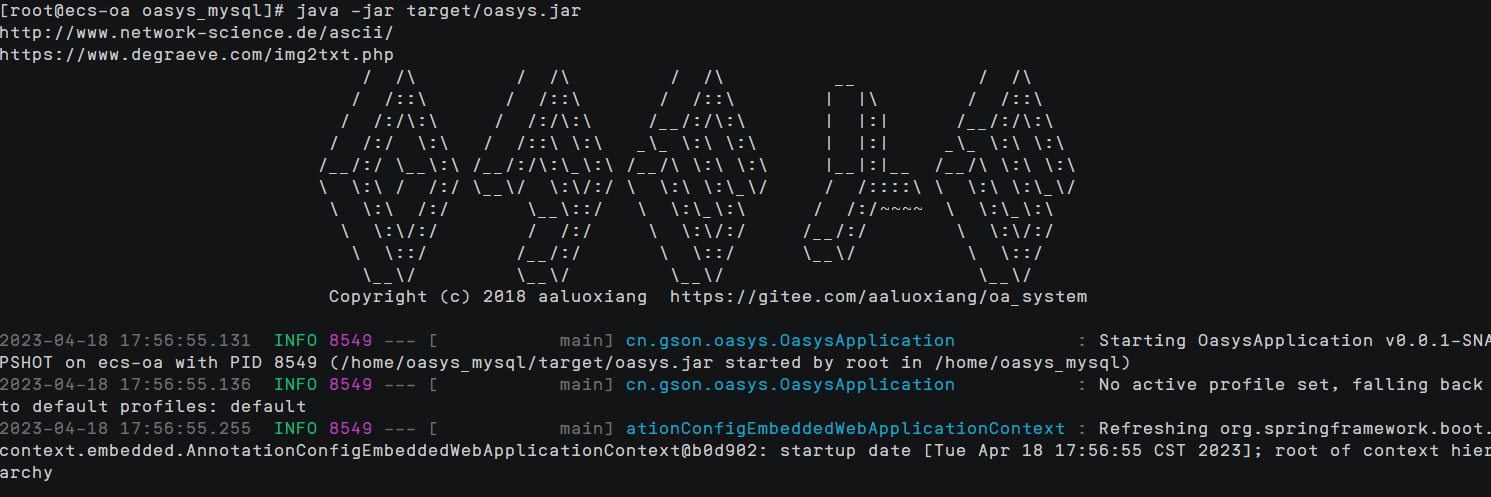 [root@ecs-oa oasys_mysql]# java -jar target/oasys.jar
http://www.network-science.de/ascii/
https://www.degraeve.com/img2txt.php
                                 /  /\         /  /\         /  /\          __           /  /\
                                /  /::\       /  /::\       /  /::\        |  |\        /  /::\
                               /  /:/\:\     /  /:/\:\     /__/:/\:\       |  |:|      /__/:/\:\
                              /  /:/  \:\   /  /::\ \:\   _\_ \:\ \:\      |  |:|     _\_ \:\ \:\
                             /__/:/ \__\:\ /__/:/\:\_\:\ /__/\ \:\ \:\     |__|:|__  /__/\ \:\ \:\
                             \  \:\ /  /:/ \__\/  \:\/:/ \  \:\ \:\_\/     /  /::::\ \  \:\ \:\_\/
                              \  \:\  /:/       \__\::/   \  \:\_\:\      /  /:/~~~~  \  \:\_\:\
                               \  \:\/:/        /  /:/     \  \:\/:/     /__/:/        \  \:\/:/
                                \  \::/        /__/:/       \  \::/      \__\/          \  \::/
                                 \__\/         \__\/         \__\/                       \__\/
Copyright (c) 2018 aaluoxiang  https://gitee.com/aaluoxiang/oa_system
2023-04-18 17:56:55.131  INFO 8549 --- [           main] cn.gson.oasys.OasysApplication           : Starting OasysApplication v0.0.1-SNA
PSHOT on ecs-oa with PID 8549 (/home/oasys_mysql/target/oasys.jar started by root in /home/oasys_mysql)
2023-04-18 17:56:55.136  INFO 8549 --- [           main] cn.gson.oasys.OasysApplication           : No active profile set, falling back
to default profiles: default
2023-04-18 17:56:55.255  INFO 8549 --- [           main] ationConfigEmbeddedWebApplicationContext : Refreshing org.springframework.boot.
context.embedded.AnnotationConfigEmbeddedWebApplicationContext@b0d902: startup date [Tue Apr 18 17:56:55 CST 2023]; root of context hier
archy